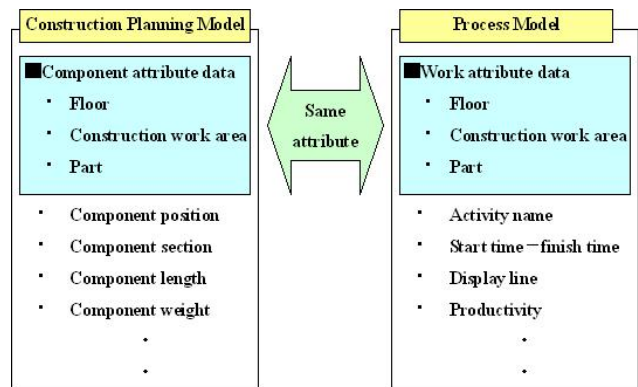 Construction Planning Model
■Component attribute data
・ Floor
・ Construction work area
・ Part
・ Component position
・ Component section
・ Component length
・ Component weight
・
・
Same
attribute
Process Model
■Work attribute data
・ Floor
・ Construction work area
・ Part
・ Activity name
・ Start time－finish time
・ Display line
・ Productivity
・
・